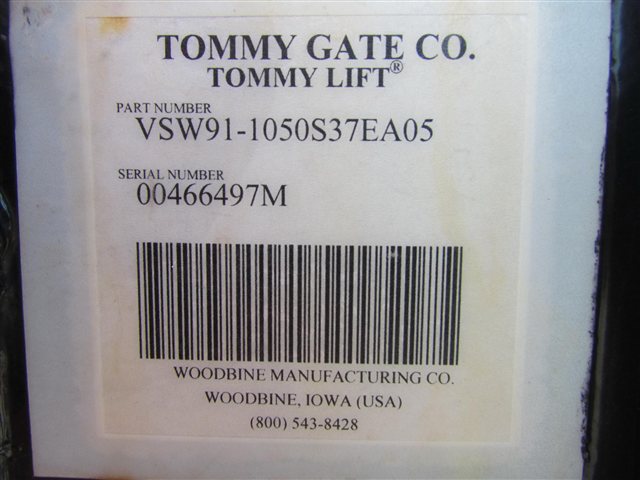 TOMMY GATE CO.
TOMMY LIFT®
PART NUMBER
VSW91-1050S37EA05
SERIAL NUMBER
00466497M
WOODBINE MANUFACTURING CO.
WOODBINE, IOWA (USA)
(800) 543-8428